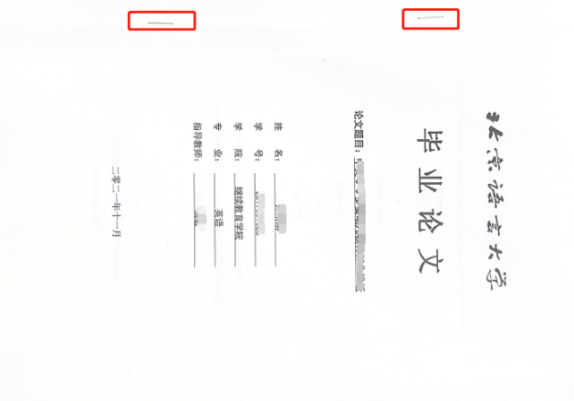 北京语言大学
毕业论文
论文题目：
姓 名：
学 号：
学 院： 继续教育学院
专 业： 英语
指导教师：
二零二一年十一月